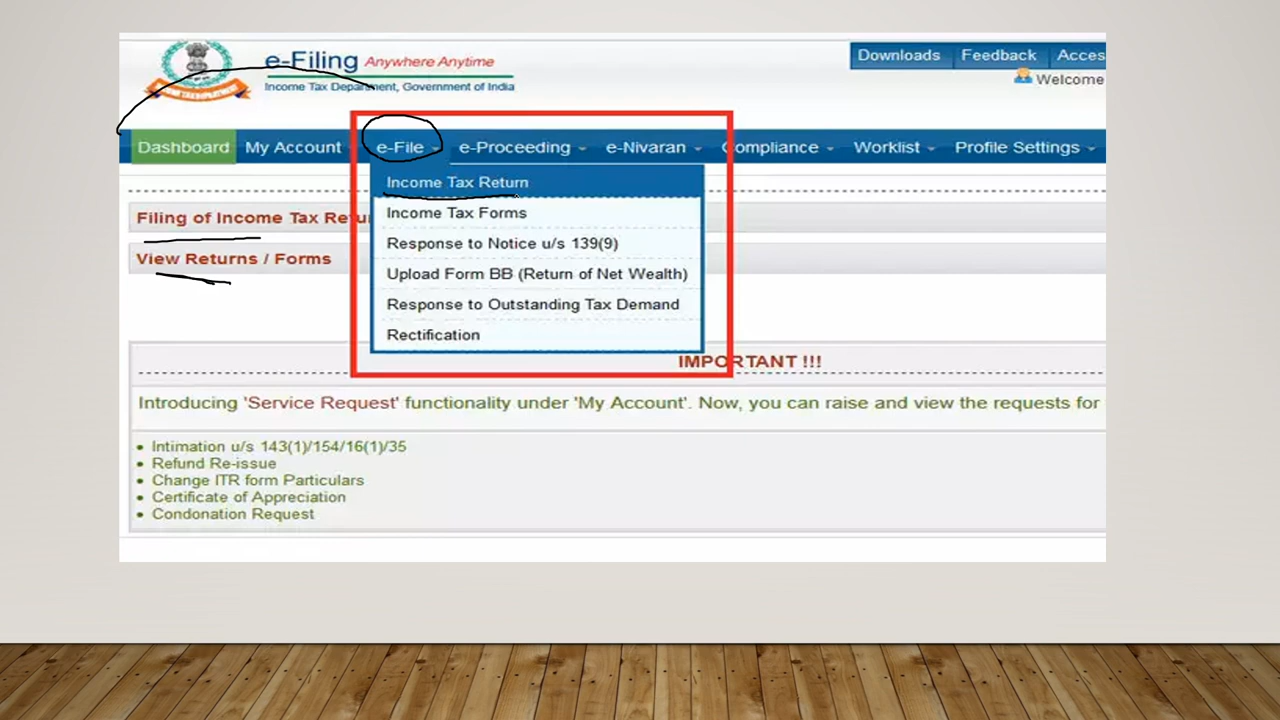 e-Filing Anywhere Anytime
Income Tax Department, Government of India
Downloads Feedback
Welcome
Dashboard My Account e-File e-Proceeding e-Nivaran Compliance Worklist Profile Settings
Income Tax Return
Income Tax Forms
Response to Notice u/s 139(9)
Upload Form BB (Return of Net Wealth)
Response to Outstanding Tax Demand
Rectification
Filing of Income Tax Retu
View Returns / Forms
IMPORTANT !!!
Introducing 'Service Request' functionality under 'My Account'. Now, you can raise and view the requests for
• Intimation u/s 143(1)/154/16(1)/35
• Refund Re-issue
• Change ITR form Particulars
• Certificate of Appreciation
• Condonation Request